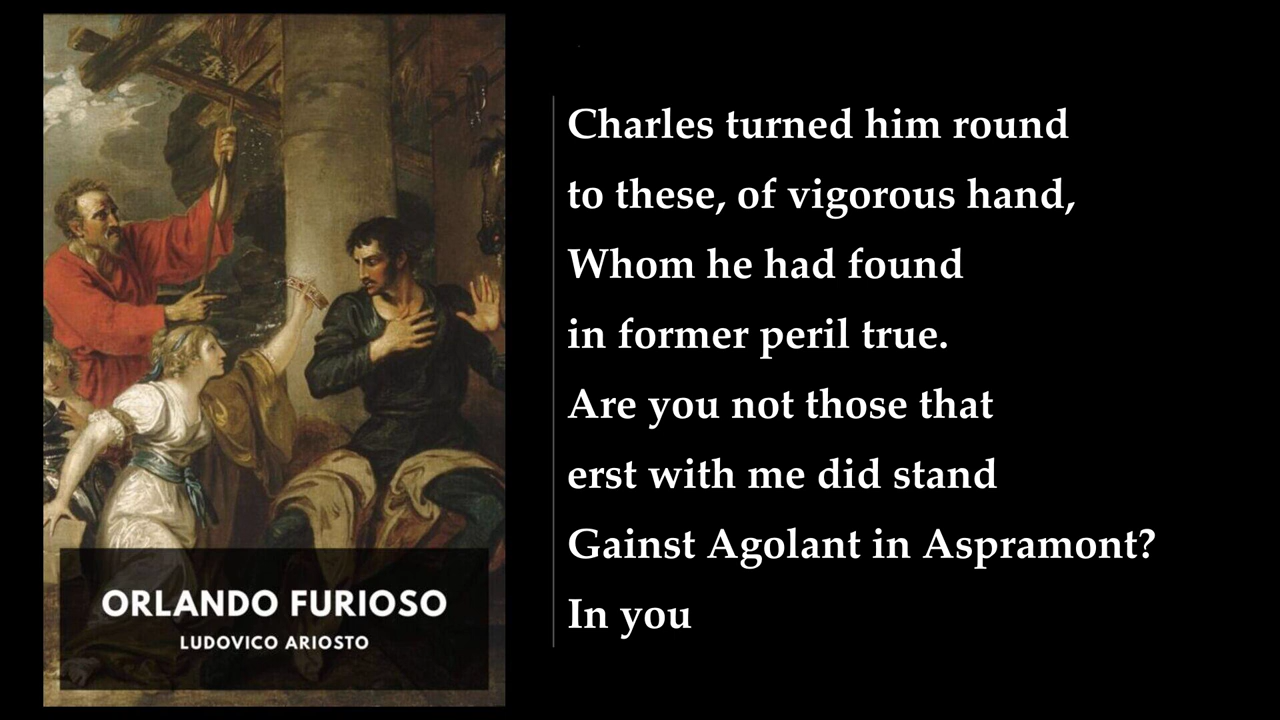 ORLANDO FURIOSO
LUDOVICO ARIOSTO
Charles turned him round
to these, of vigorous hand,
Whom he had found
in former peril true.
Are you not those that
erst with me did stand
Gainst Agolant in Aspramont?
In you